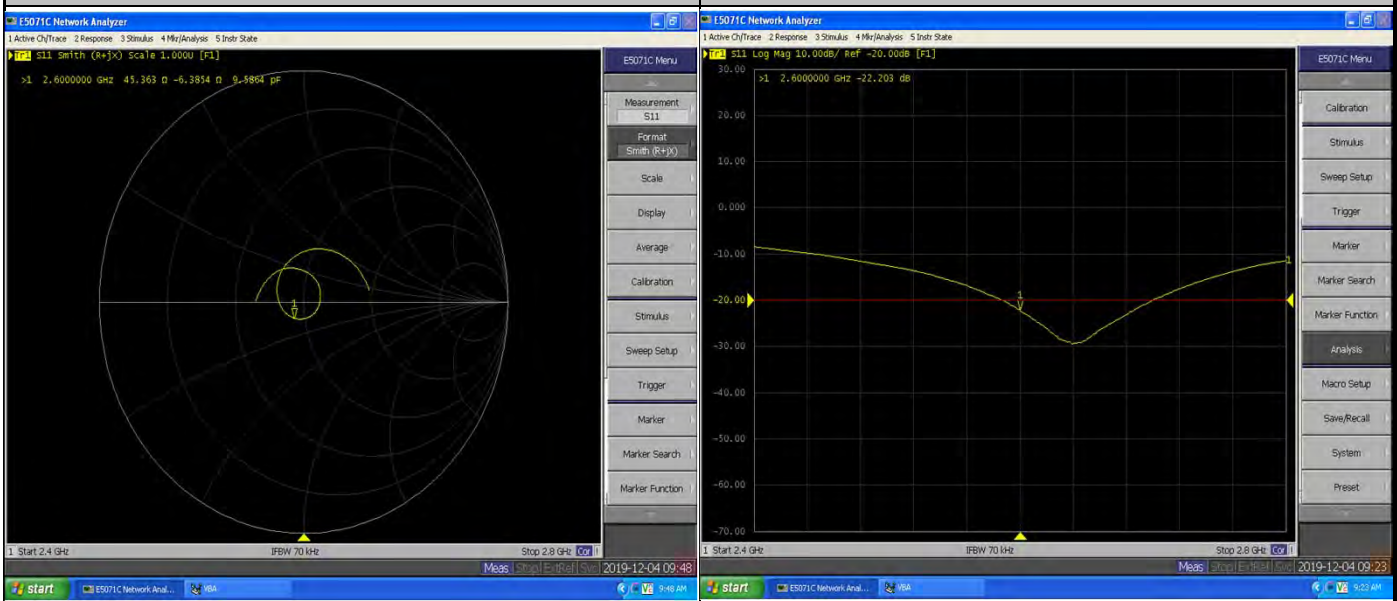 E5071C Network Analyzer
1 Active Ch/Trace 2 Response 3 Stimulus 4 Mkr/Analysis 5 Instr State
Tr1 S11 Smith (R+jX) Scale 1.000U [F1]
>1 2.6000000 GHz 45.363 Ω -6.3854 Ω 9.5864 pF
1
E5071C Menu
Measurement
S11
Format
Smith (R+jX)
Scale
Display
Average
Calibration
Stimulus
Sweep Setup
Trigger
Marker
Marker Search
Marker Function
1 Start 2.4 GHz IFBW 70 kHz Stop 2.8 GHz Cor !
Meas Stop ExtRef Svc 2019-12-04 09:48
start E5071C Network Anal... VBA 9:48 AM
E5071C Network Analyzer
1 Active Ch/Trace 2 Response 3 Stimulus 4 Mkr/Analysis 5 Instr State
Tr1 S11 Log Mag 10.00dB/ Ref -20.00dB [F1]
30.00
>1 2.6000000 GHz -22.203 dB
20.00
10.00
0.000
-10.00
-20.00
-30.00
-40.00
-50.00
-60.00
-70.00
1
1
E5071C Menu
Calibration
Stimulus
Sweep Setup
Trigger
Marker
Marker Search
Marker Function
Analysis
Macro Setup
Save/Recall
System
Preset
1 Start 2.4 GHz IFBW 70 kHz Stop 2.8 GHz Cor !
Meas Stop ExtRef Svc 2019-12-04 09:23
start E5071C Network Anal... VBA 9:23 AM